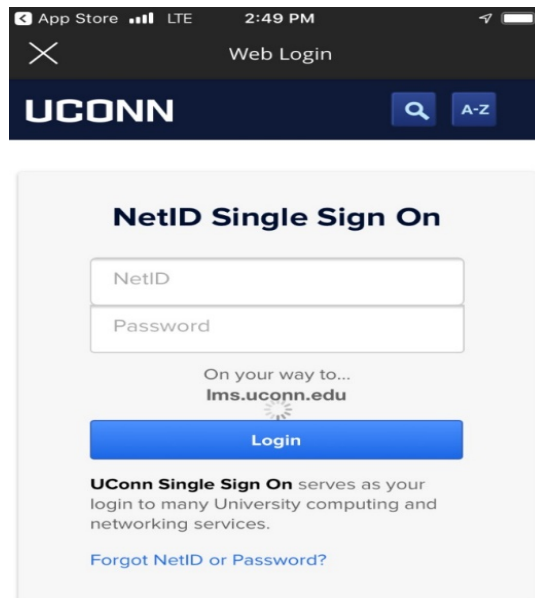 App Store LTE 2:49 PM
Web Login
UCONN A-Z
NetID Single Sign On
NetID
Password
On your way to...
lms.uconn.edu
Login
UConn Single Sign On serves as your
login to many University computing and
networking services.
Forgot NetID or Password?